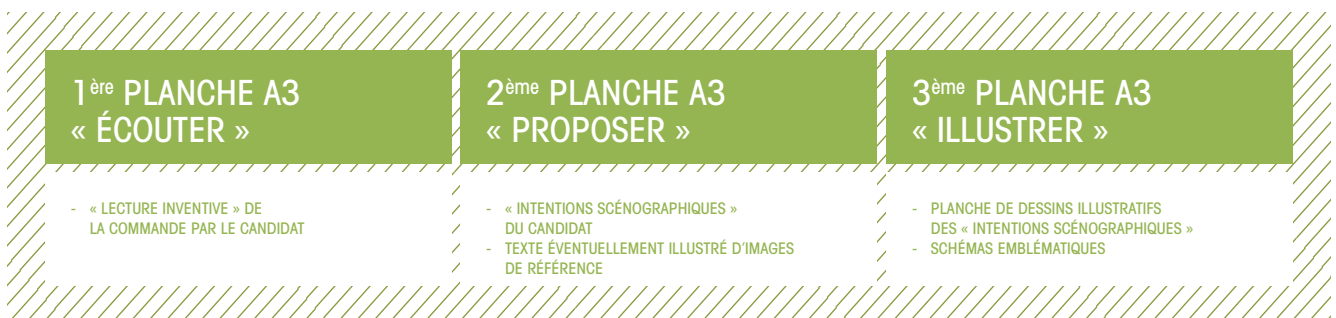 1ère PLANCHE A3
« ÉCOUTER »
- « LECTURE INVENTIVE » DE
LA COMMANDE PAR LE CANDIDAT
2ème PLANCHE A3
« PROPOSER »
- « INTENTIONS SCÉNOGRAPHIQUES »
DU CANDIDAT
- TEXTE ÉVENTUELLEMENT ILLUSTRÉ D’IMAGES
DE RÉFÉRENCE
3ème PLANCHE A3
« ILLUSTRER »
- PLANCHE DE DESSINS ILLUSTRATIFS
DES « INTENTIONS SCÉNOGRAPHIQUES »
- SCHÉMAS EMBLÉMATIQUES